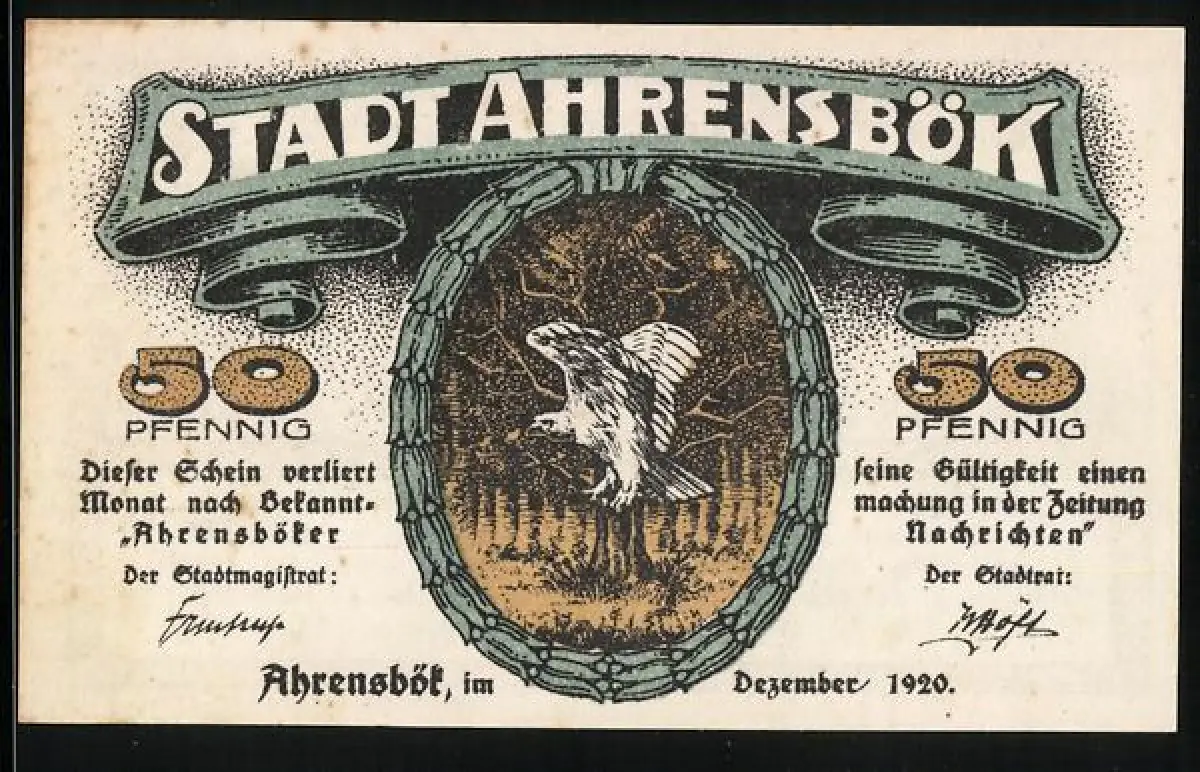 STADT AHRENSBÖK
50 50
PFENNIG PFENNIG
Dieser Schein verliert seine Gültigkeit einen
Monat nach Bekannt- machung in der Zeitung
„Ahrensböker Nachrichten"
Der Stadtmagistrat: Der Stadtrat:
Ahrensbök, im Dezember 1920.